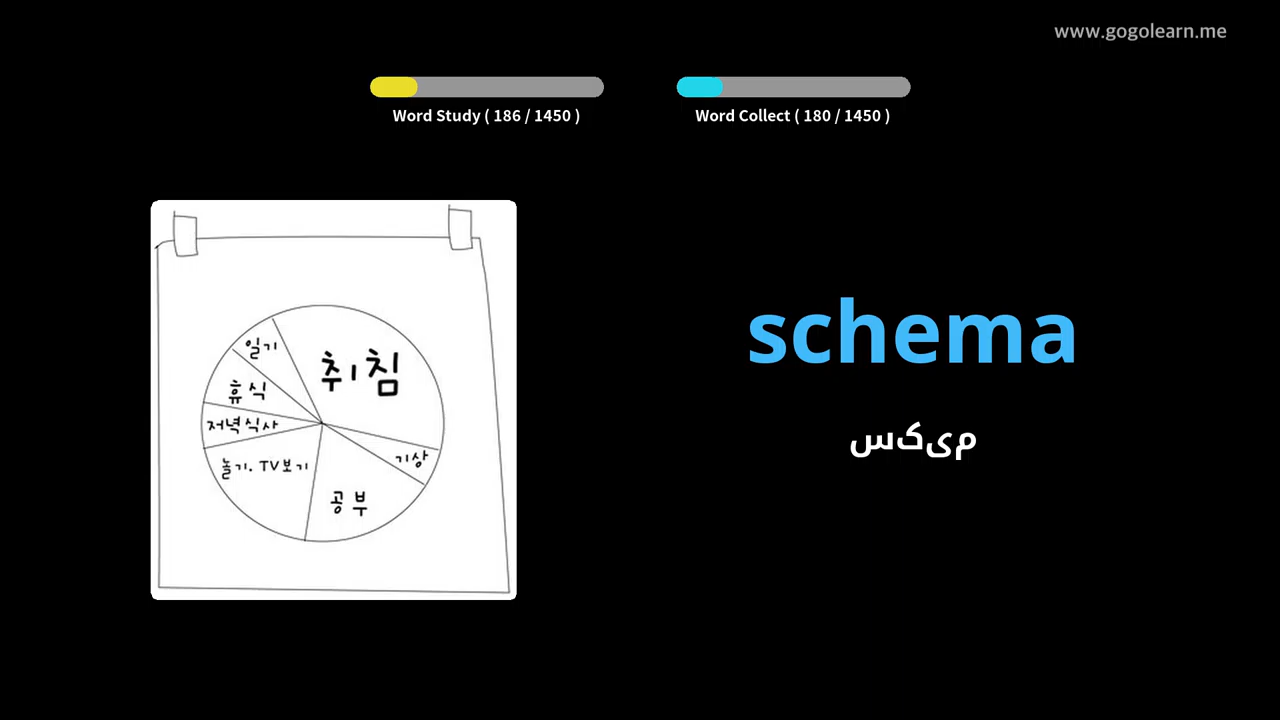 www.gogolearn.me
Word Study ( 186 / 1450 )
Word Collect ( 180 / 1450 )
일기
취침
휴식
저녁식사
기상
놀기. TV보기
공부
schema
میکس